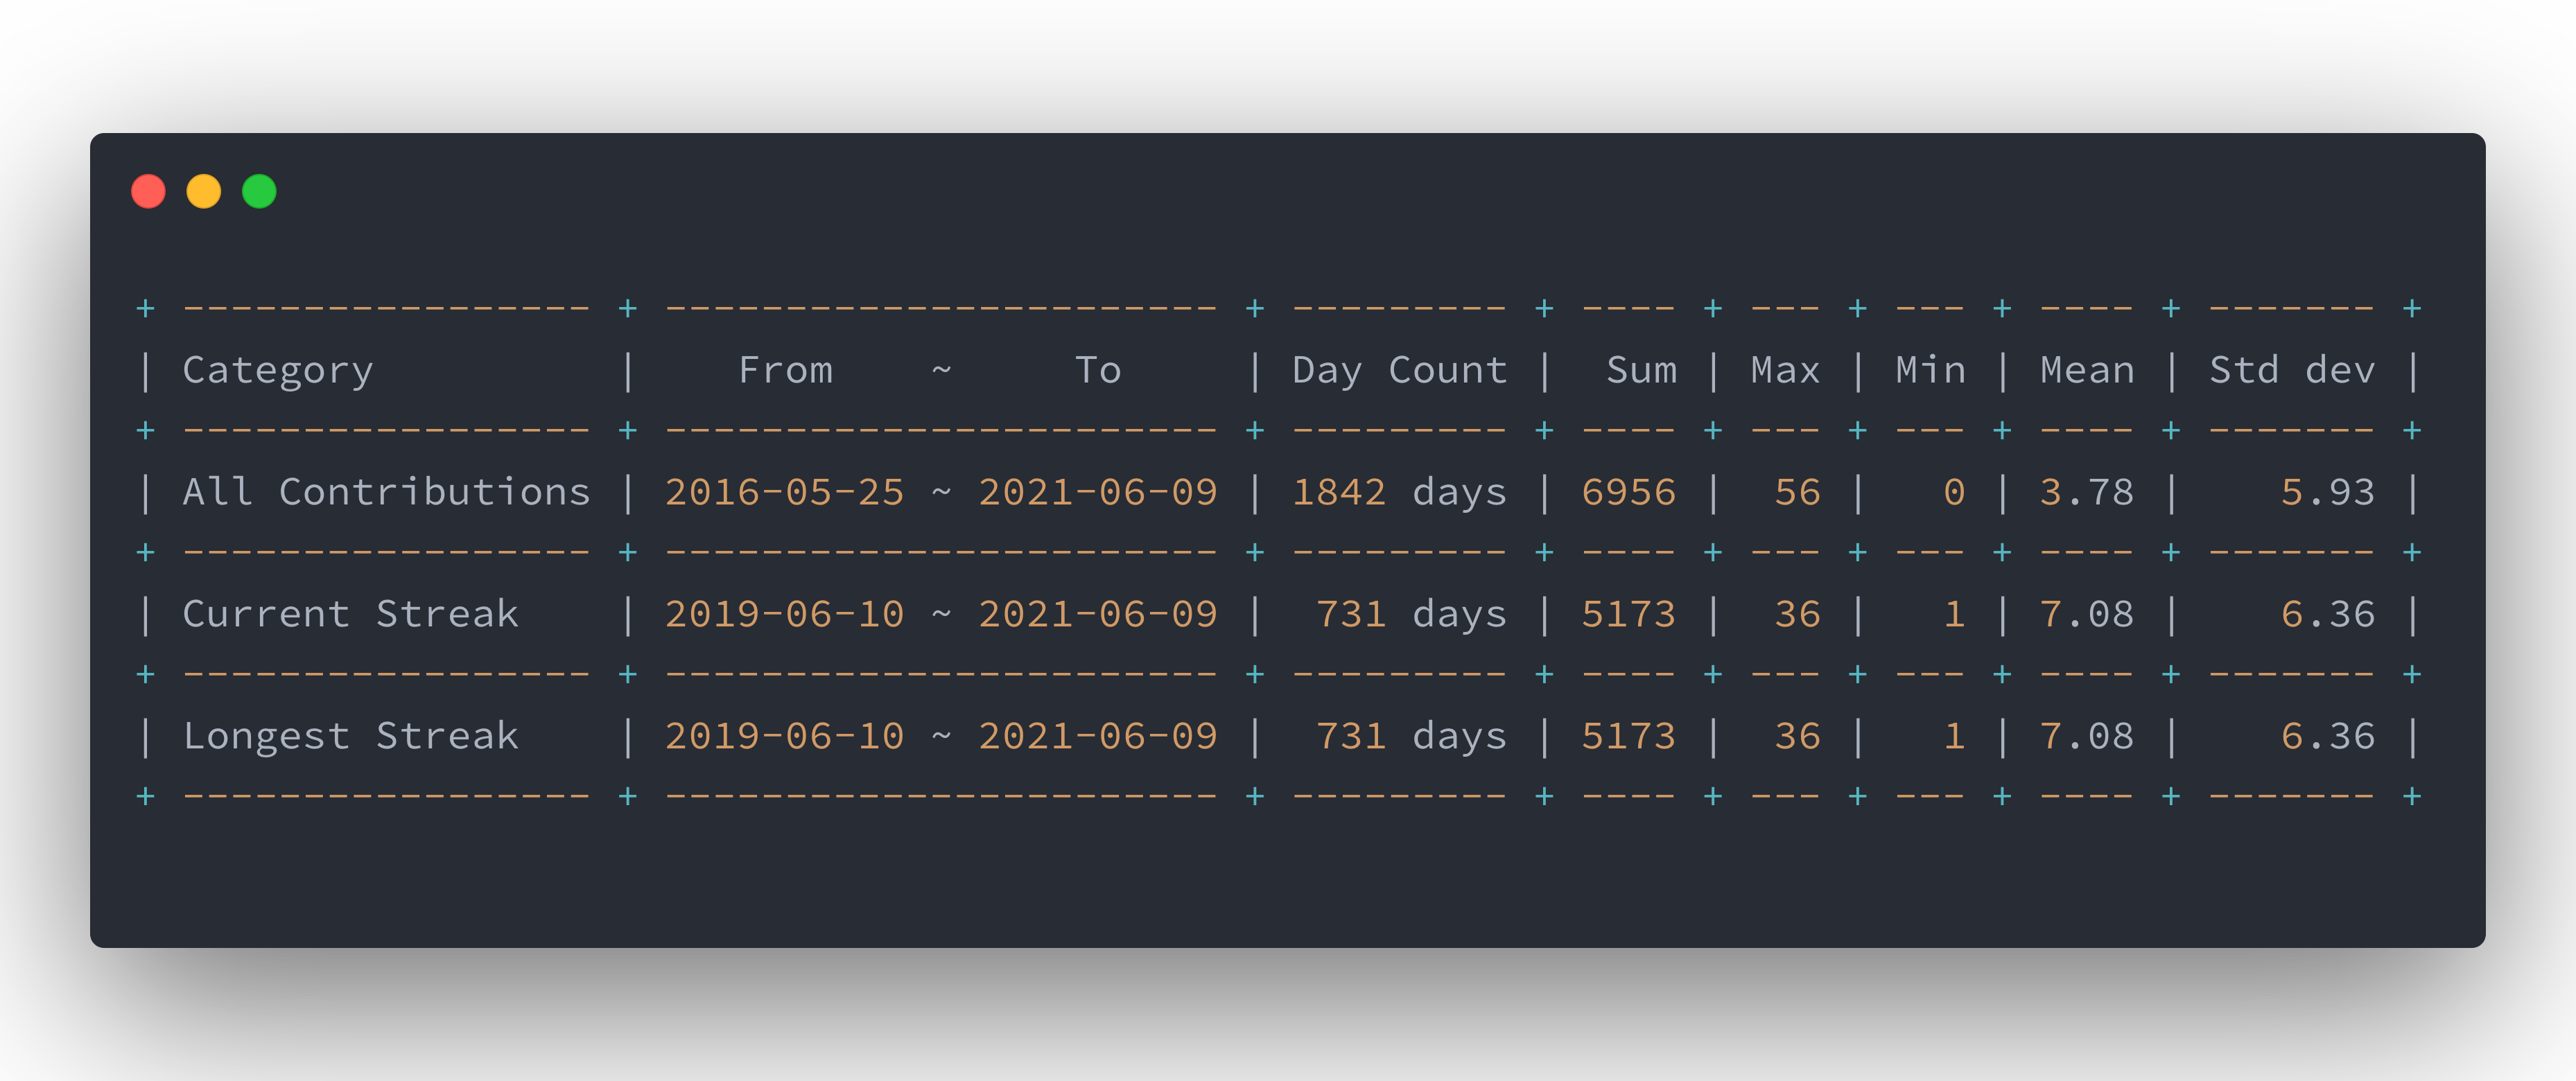 + ----------------- + ----------------------- + --------- + ---- + --- + --- + ---- + ------- +
| Category          |    From    ~     To     | Day Count |  Sum | Max | Min | Mean | Std dev |
+ ----------------- + ----------------------- + --------- + ---- + --- + --- + ---- + ------- +
| All Contributions | 2016-05-25 ~ 2021-06-09 | 1842 days | 6956 |  56 |   0 | 3.78 |    5.93 |
+ ----------------- + ----------------------- + --------- + ---- + --- + --- + ---- + ------- +
| Current Streak    | 2019-06-10 ~ 2021-06-09 |  731 days | 5173 |  36 |   1 | 7.08 |    6.36 |
+ ----------------- + ----------------------- + --------- + ---- + --- + --- + ---- + ------- +
| Longest Streak    | 2019-06-10 ~ 2021-06-09 |  731 days | 5173 |  36 |   1 | 7.08 |    6.36 |
+ ----------------- + ----------------------- + --------- + ---- + --- + --- + ---- + ------- +